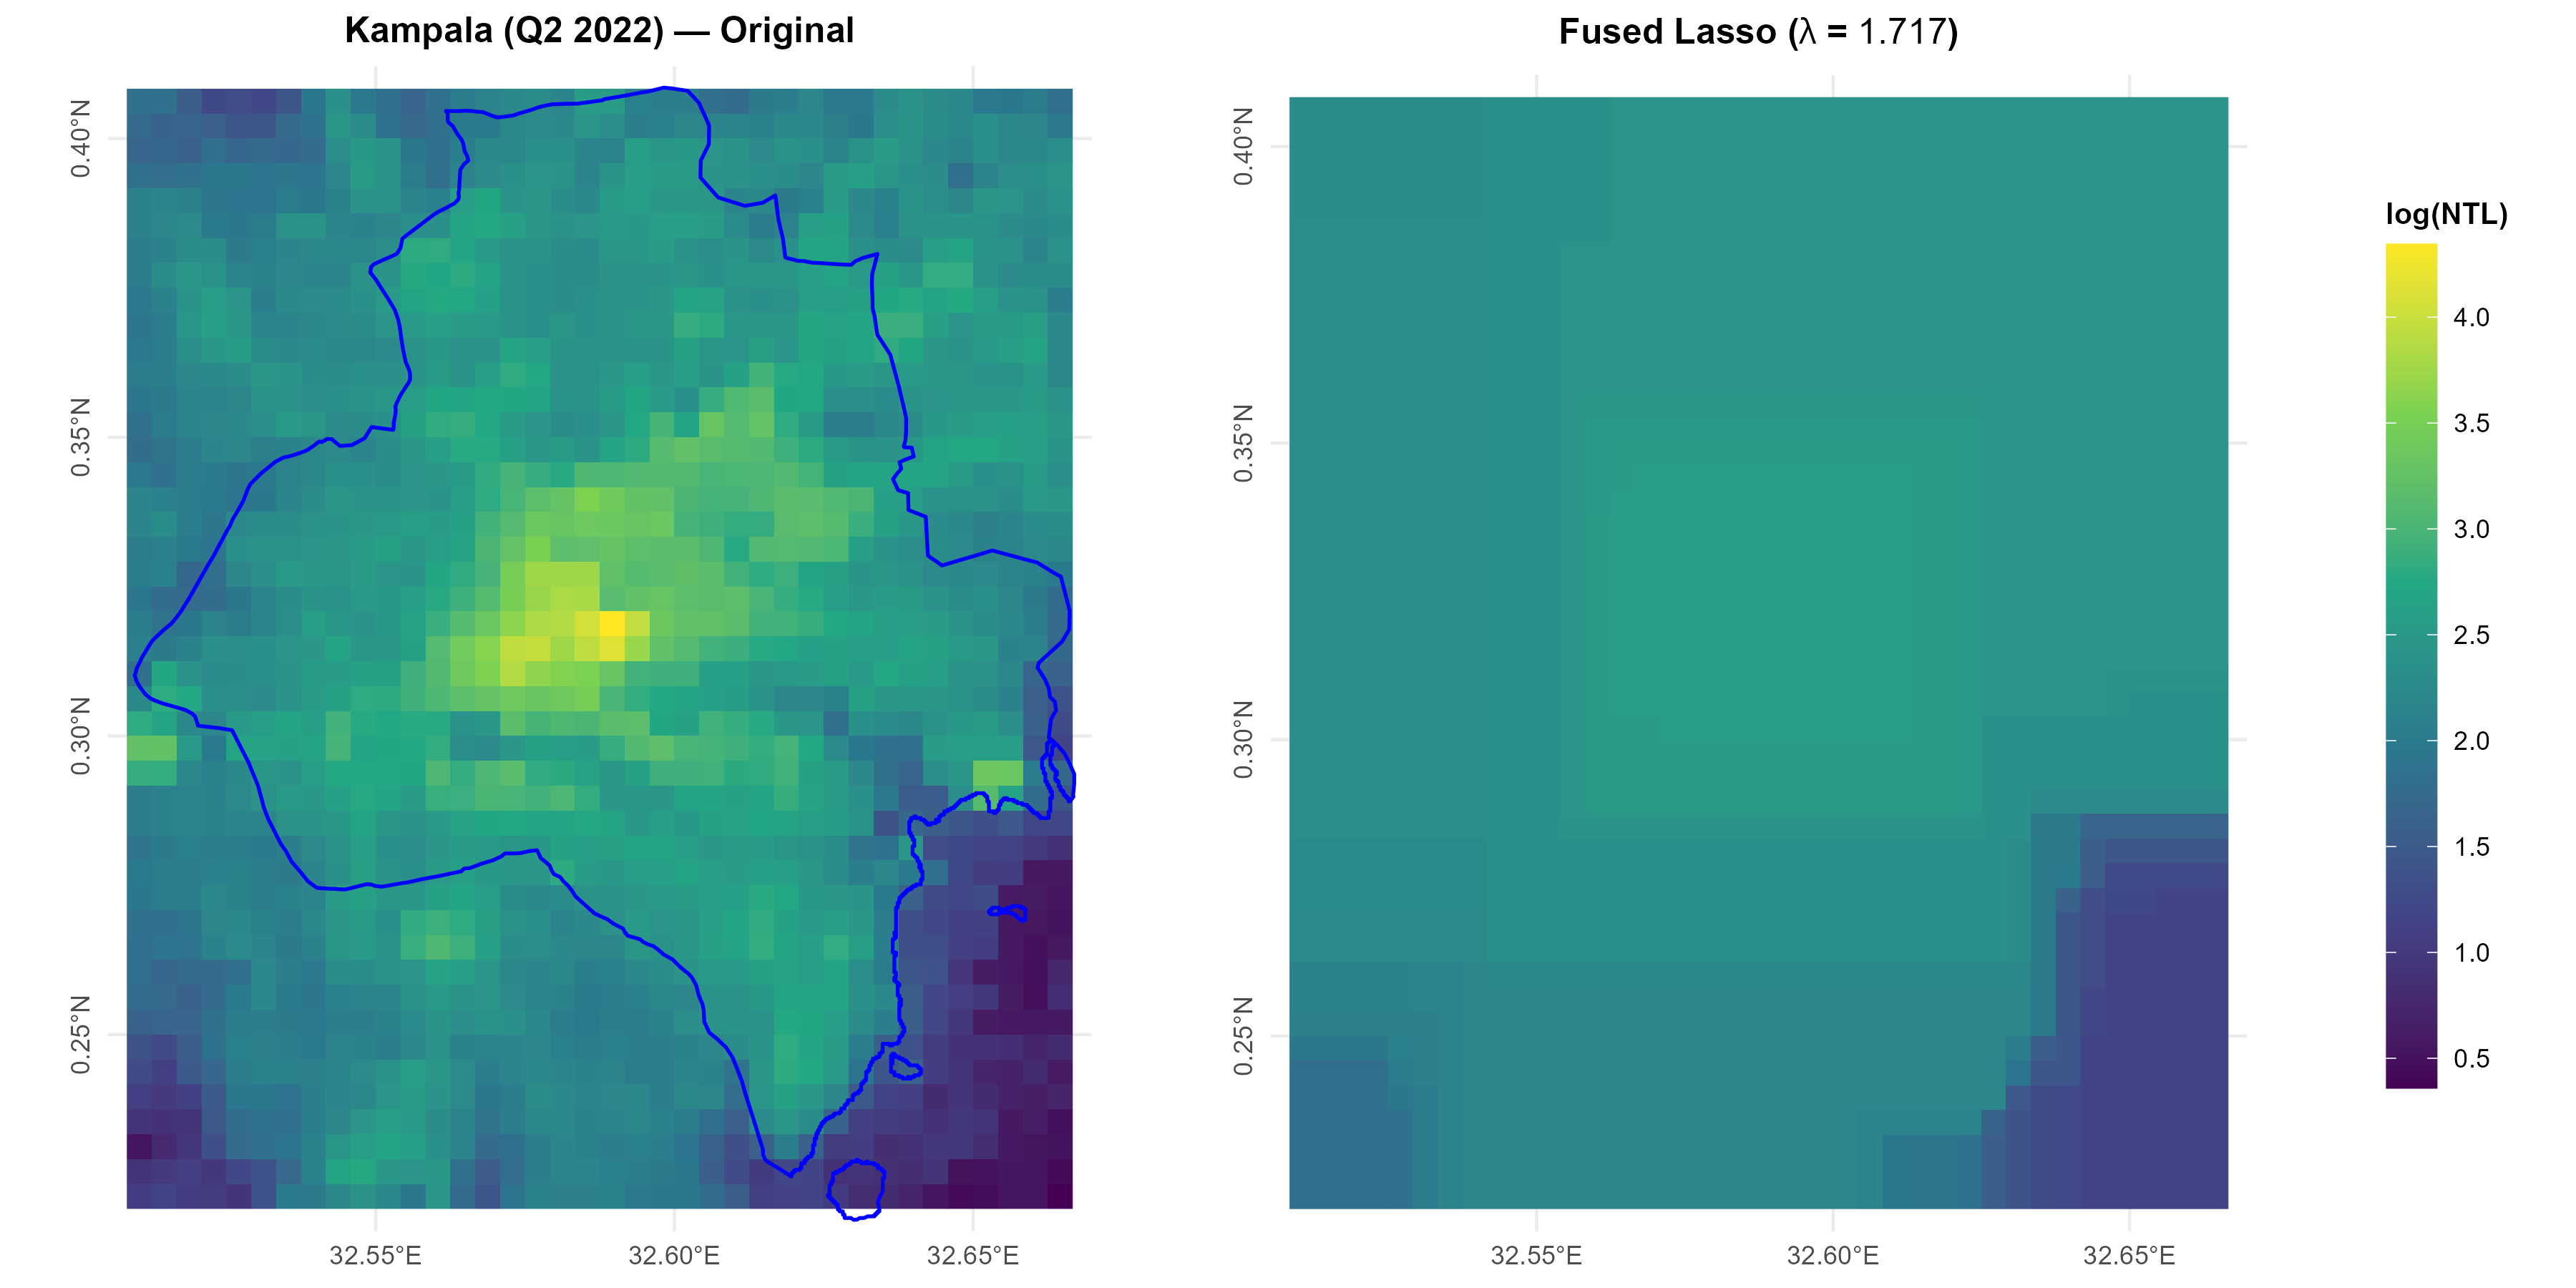 Kampala (Q2 2022) — Original
0.40°N
0.35°N
0.30°N
0.25°N
32.55°E
32.60°E
32.65°E
Fused Lasso (λ = 1.717)
0.40°N
0.35°N
0.30°N
0.25°N
32.55°E
32.60°E
32.65°E
log(NTL)
4.0
3.5
3.0
2.5
2.0
1.5
1.0
0.5